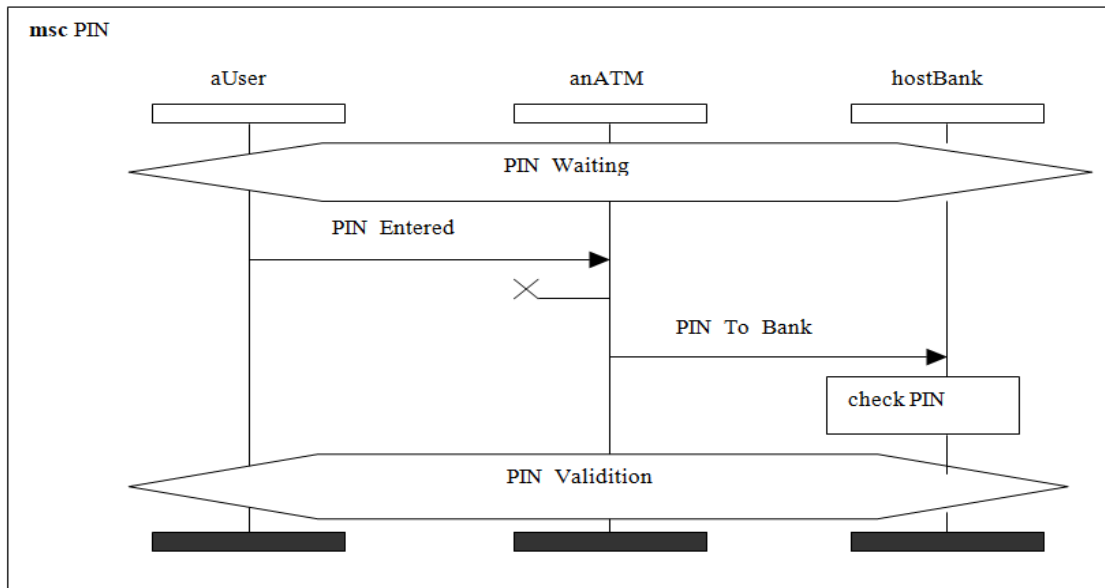 msc PIN
aUser
anATM
hostBank
PIN Waiting
PIN Entered
PIN To Bank
check PIN
PIN Validition